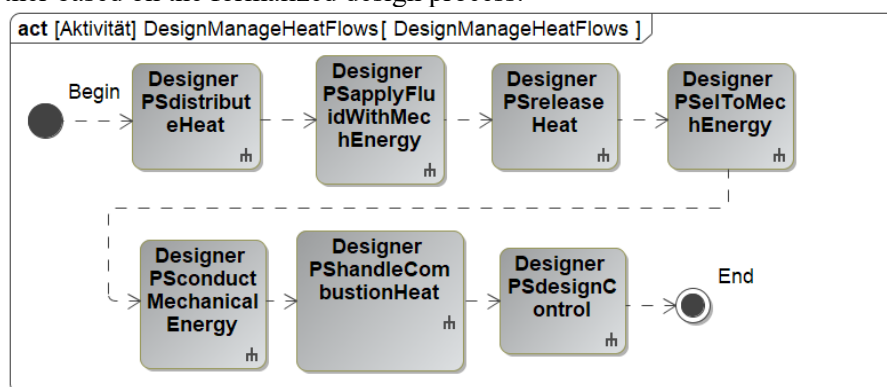 act [Aktivität] DesignManageHeatFlows[ DesignManageHeatFlows ]
Begin
Designer
PSdistribut
eHeat
Designer
PSapplyFlu
idWithMec
hEnergy
Designer
PSrelease
Heat
Designer
PSelToMec
hEnergy
Designer
PSconduct
Mechanical
Energy
Designer
PShandleCom
bustionHeat
Designer
PSdesignC
ontrol
End